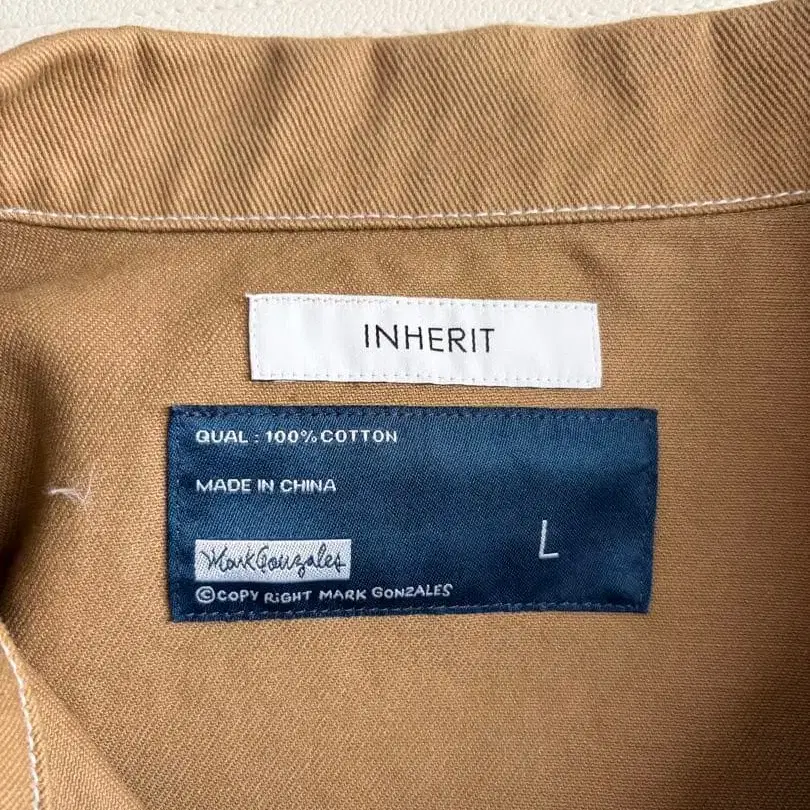 INHERIT
QUAL : 100% COTTON
MADE IN CHINA
L
Mark Gonzales
©COPY RIGHT MARK GONZALES